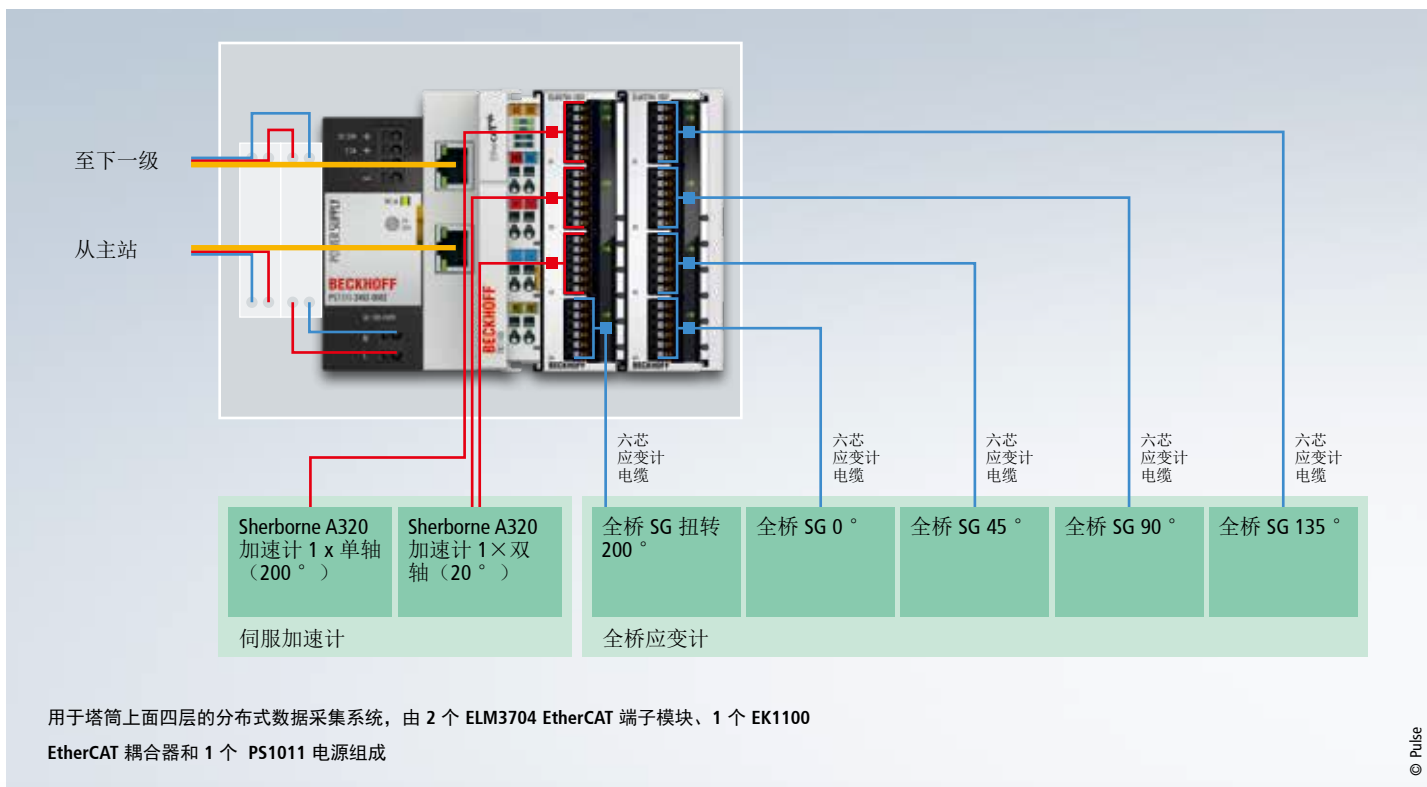 至下一级
从主站
POWER SUPPLY
BECKHOFF
EtherCAT
BECKHOFF
BECKHOFF
BECKHOFF
六芯
应变计
电缆
六芯
应变计
电缆
六芯
应变计
电缆
六芯
应变计
电缆
六芯
应变计
电缆
Sherborne A320
加速计 1 x 单轴
（200 °）
Sherborne A320
加速计 1×双
轴（20 °）
伺服加速计
全桥 SG 扭转
200 °
全桥 SG 0 °
全桥 SG 45 °
全桥 SG 90 °
全桥 SG 135 °
全桥应变计
用于塔筒上面四层的分布式数据采集系统，由 2 个 ELM3704 EtherCAT 端子模块、1 个 EK1100
EtherCAT 耦合器和 1 个 PS1011 电源组成
© Pulse